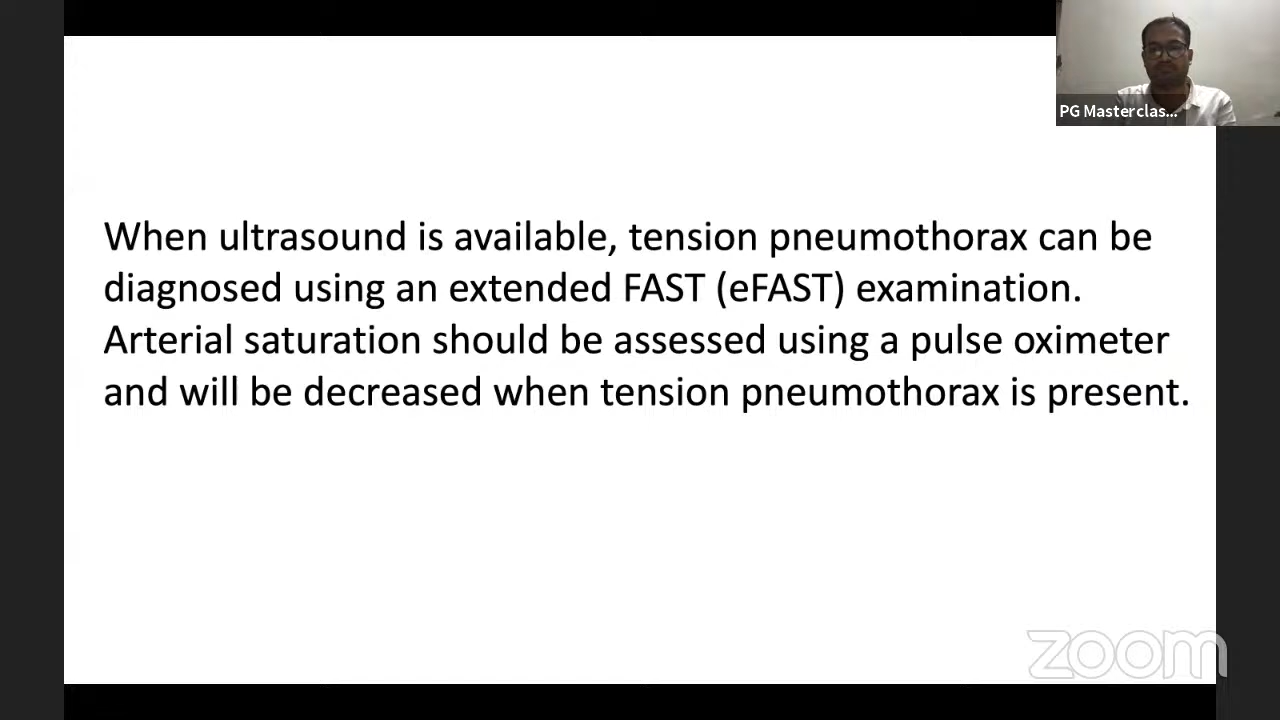 PG Masterclas...
When ultrasound is available, tension pneumothorax can be
diagnosed using an extended FAST (eFAST) examination.
Arterial saturation should be assessed using a pulse oximeter
and will be decreased when tension pneumothorax is present.
zoom